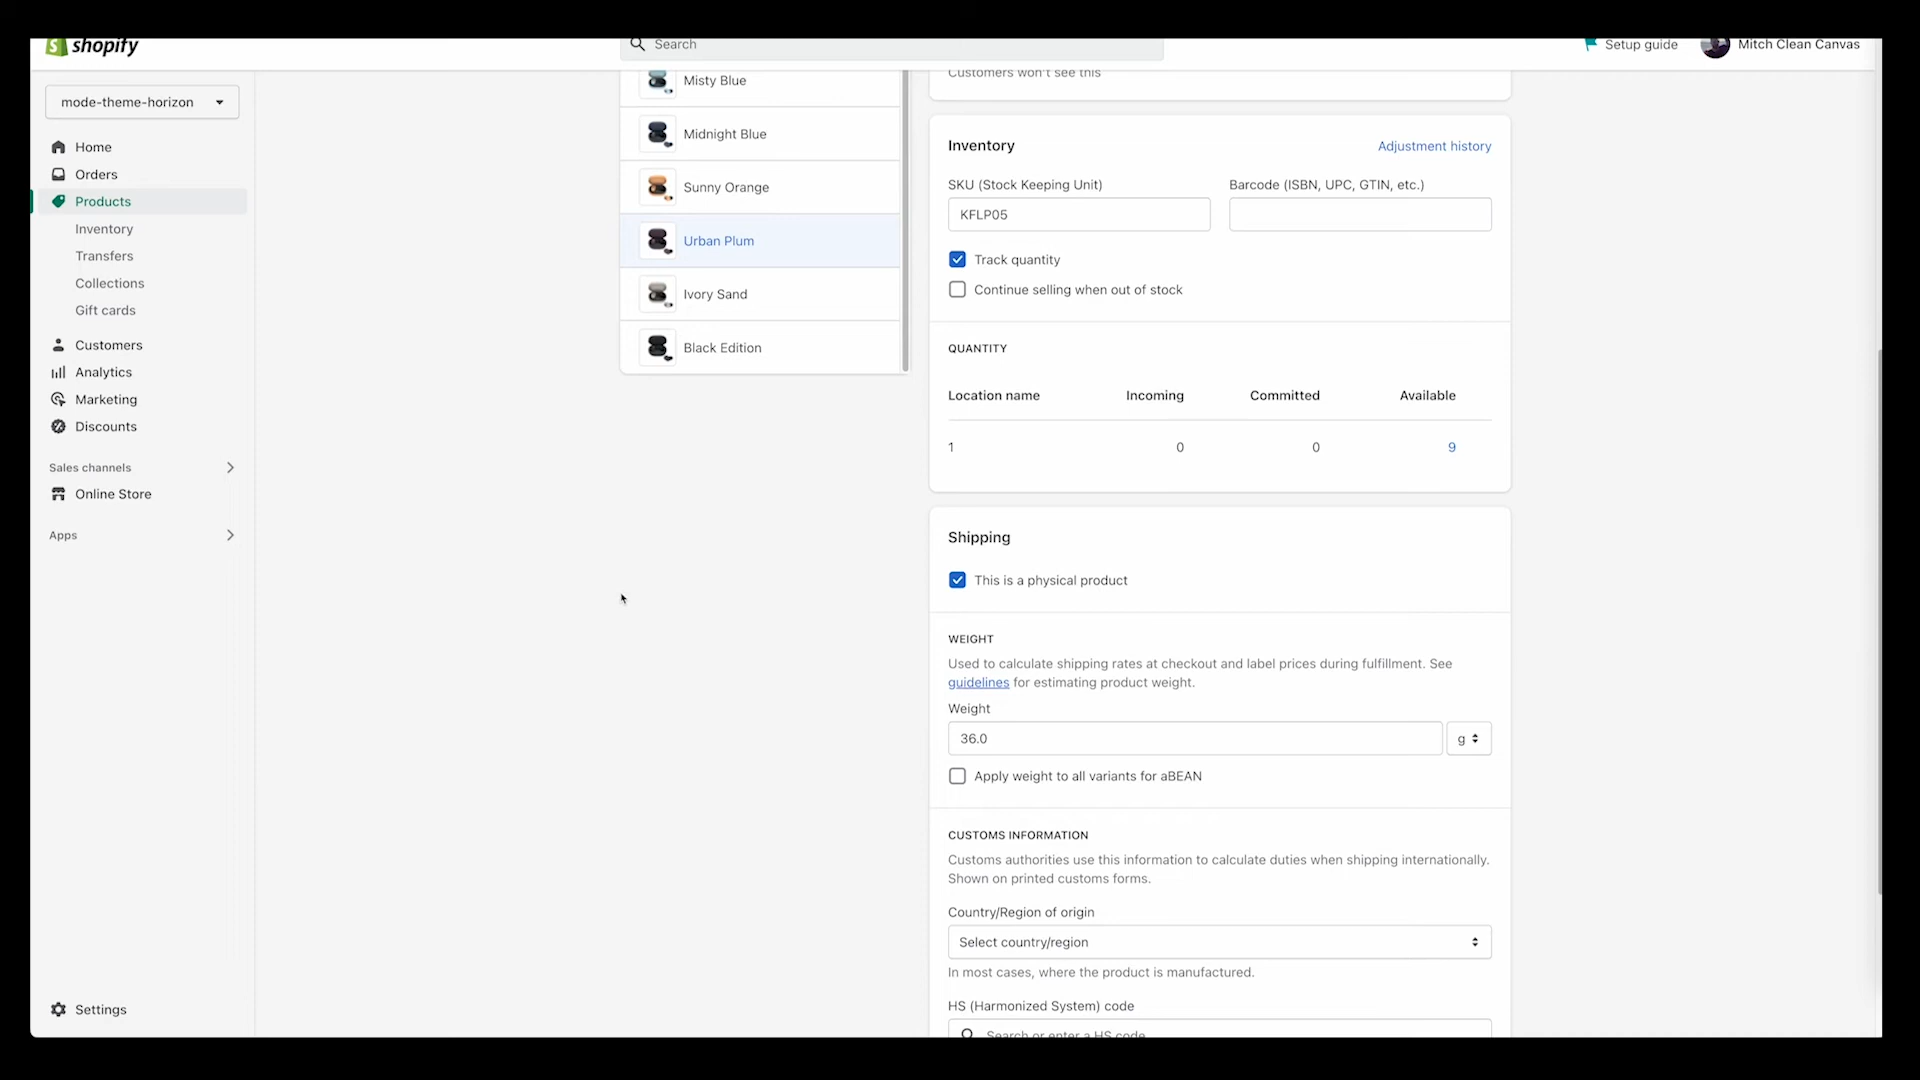 shopify
Search
Setup guide
Mitch Clean Canvas
mode-theme-horizon
Home
Orders
Products
Inventory
Transfers
Collections
Gift cards
Customers
Analytics
Marketing
Discounts
Sales channels
Online Store
Apps
Settings
Misty Blue
Midnight Blue
Sunny Orange
Urban Plum
Ivory Sand
Black Edition
Customers won't see this
Inventory
Adjustment history
SKU (Stock Keeping Unit)
Barcode (ISBN, UPC, GTIN, etc.)
KFLP05
Track quantity
Continue selling when out of stock
QUANTITY
Location name Incoming Committed Available
1 0 0 9
Shipping
This is a physical product
WEIGHT
Used to calculate shipping rates at checkout and label prices during fulfillment. See
guidelines for estimating product weight.
Weight
36.0 g
Apply weight to all variants for aBEAN
CUSTOMS INFORMATION
Customs authorities use this information to calculate duties when shipping internationally.
Shown on printed customs forms.
Country/Region of origin
Select country/region
In most cases, where the product is manufactured.
HS (Harmonized System) code
Search or enter a HS code